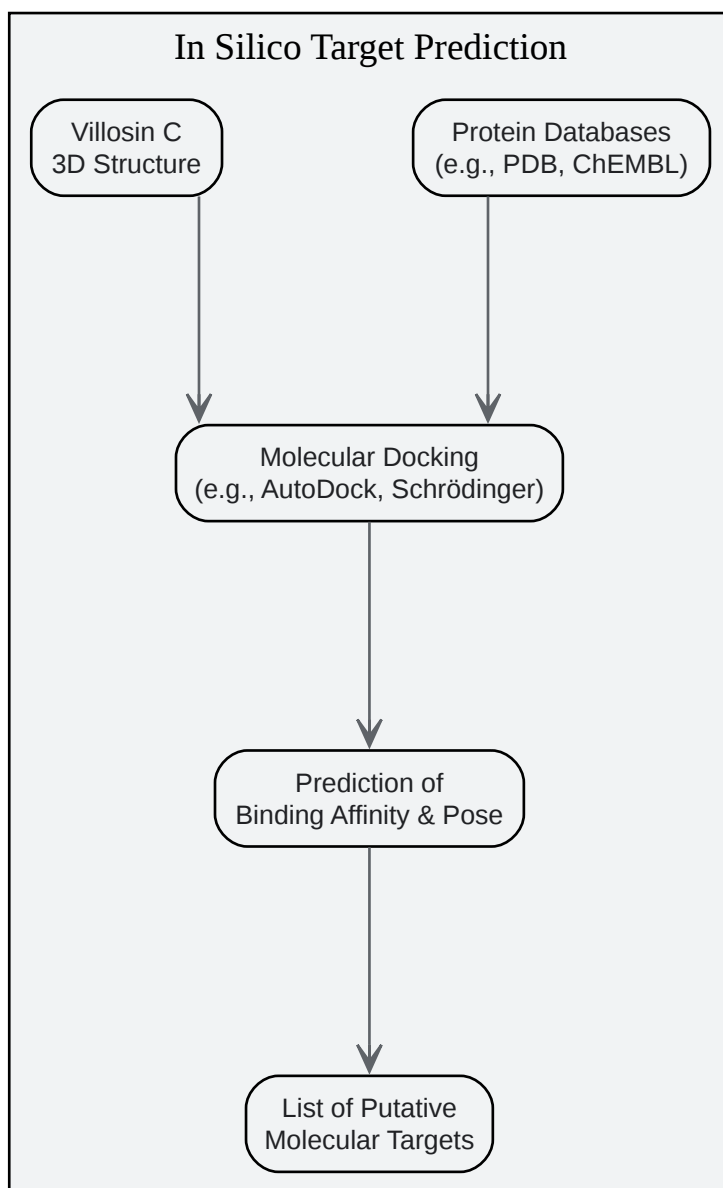 In Silico Target Prediction
Villosin C
3D Structure
Protein Databases
(e.g., PDB, ChEMBL)
Molecular Docking
(e.g., AutoDock, Schrödinger)
Prediction of
Binding Affinity & Pose
List of Putative
Molecular Targets